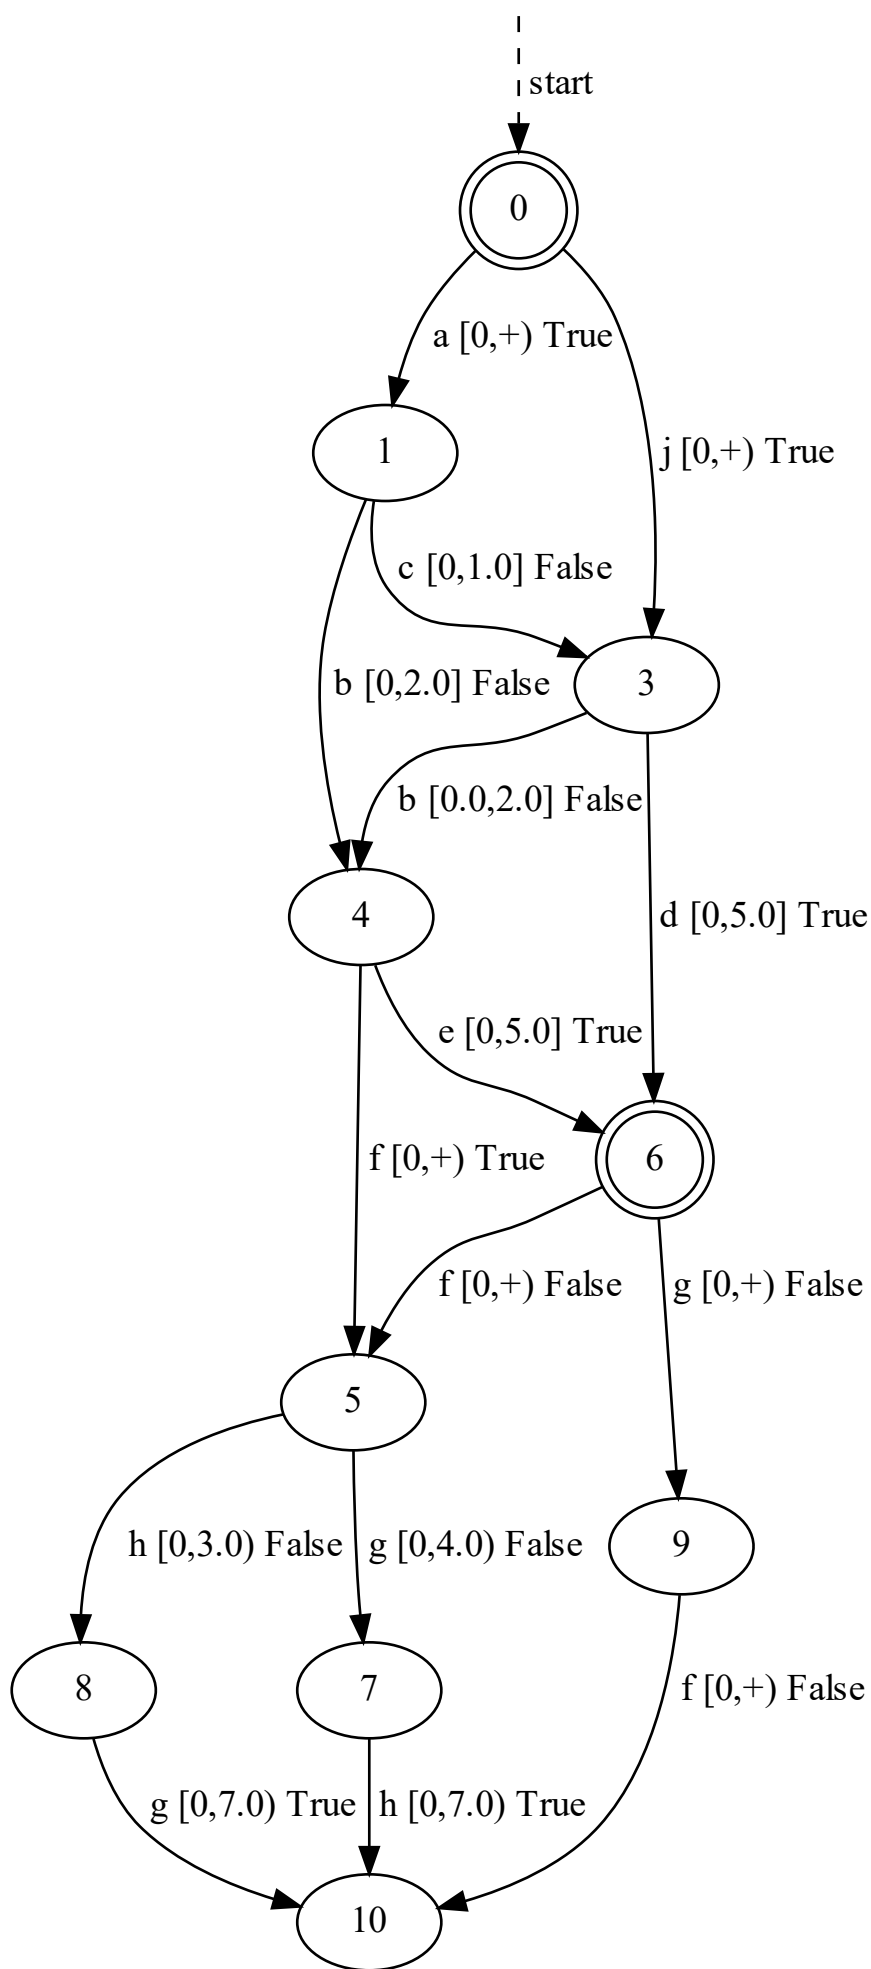 start
0
a [0,+) True
j [0,+) True
1
c [0,1.0] False
b [0,2.0] False
3
b [0.0,2.0] False
4
d [0,5.0] True
e [0,5.0] True
f [0,+) True
6
f [0,+) False
g [0,+) False
5
h [0,3.0) False
g [0,4.0) False
9
8
7
f [0,+) False
g [0,7.0) True
h [0,7.0) True
10